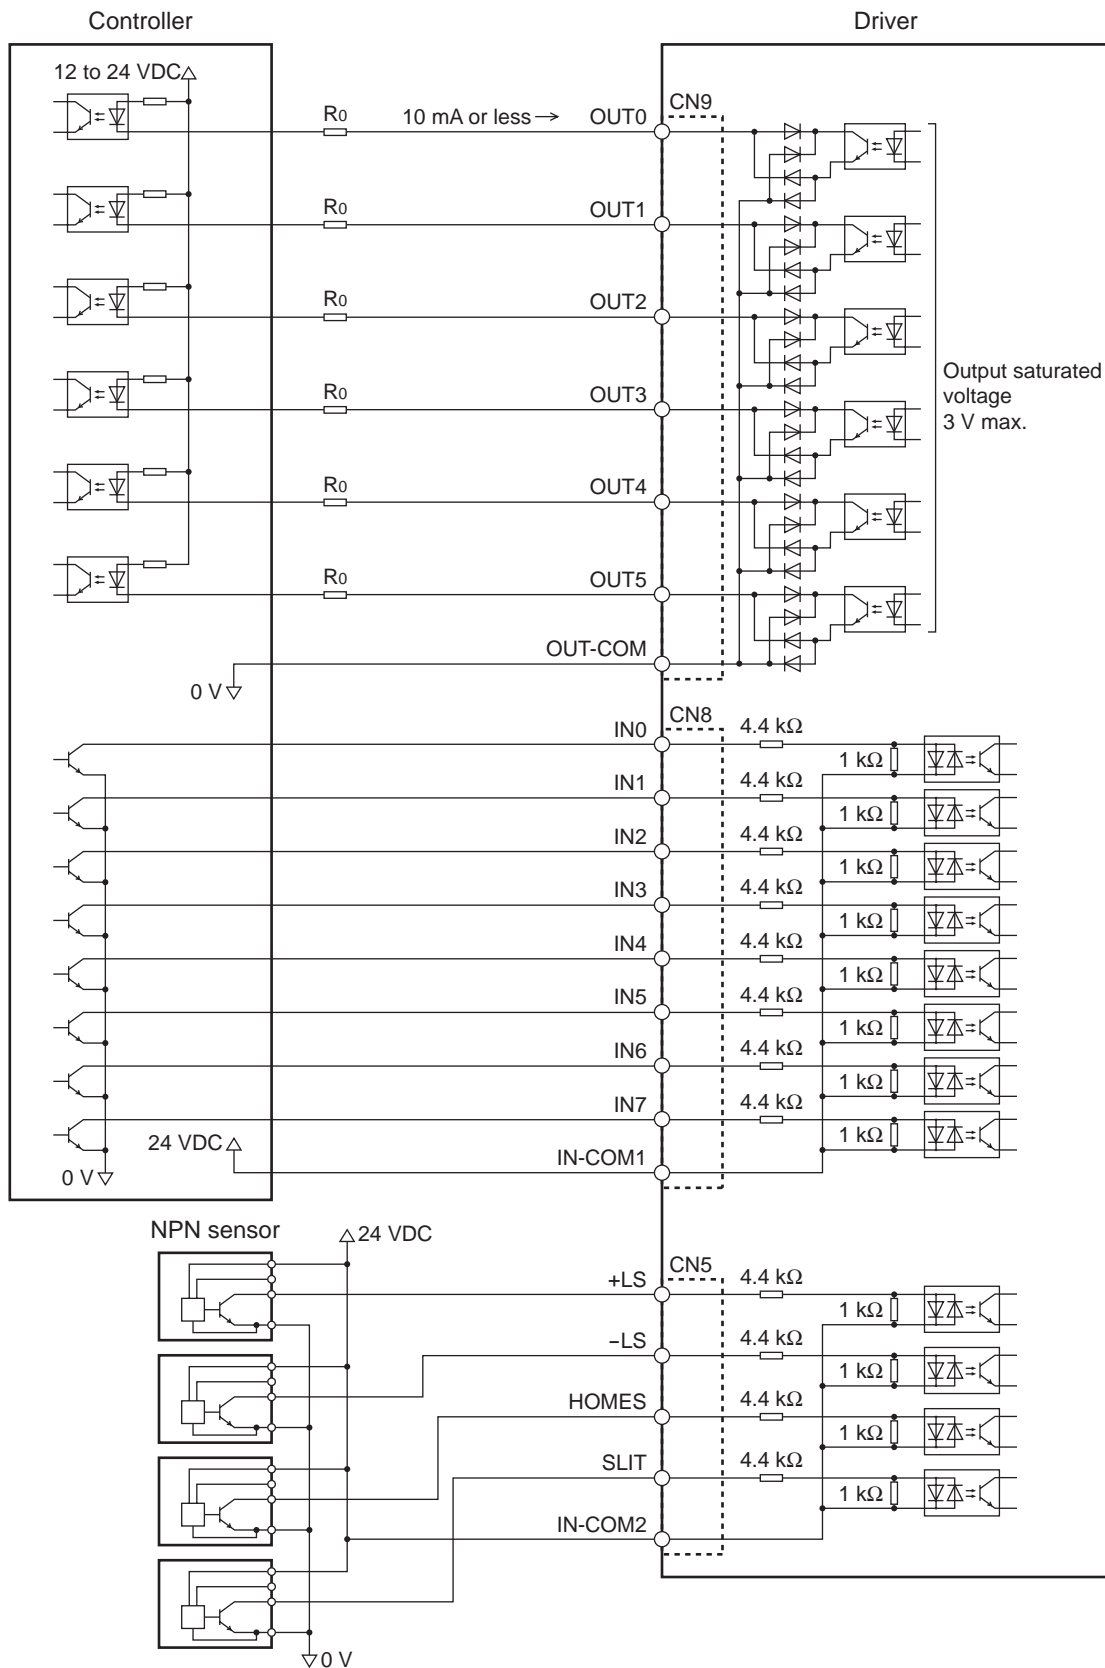 Controller
Driver
12 to 24 VDC
CN9
R0
10 mA or less→
OUT0
R0
OUT1
R0
OUT2
R0
OUT3
Output saturated
voltage
3 V max.
R0
OUT4
R0
OUT5
OUT-COM
0 V
CN8
IN0
4.4 kΩ
1 kΩ
IN1
4.4 kΩ
1 kΩ
IN2
4.4 kΩ
1 kΩ
IN3
4.4 kΩ
1 kΩ
IN4
4.4 kΩ
1 kΩ
IN5
4.4 kΩ
1 kΩ
IN6
4.4 kΩ
1 kΩ
IN7
4.4 kΩ
1 kΩ
24 VDC
IN-COM1
0 V
NPN sensor
24 VDC
CN5
+LS
4.4 kΩ
1 kΩ
−LS
4.4 kΩ
1 kΩ
HOMES
4.4 kΩ
1 kΩ
SLIT
4.4 kΩ
1 kΩ
IN-COM2
0 V